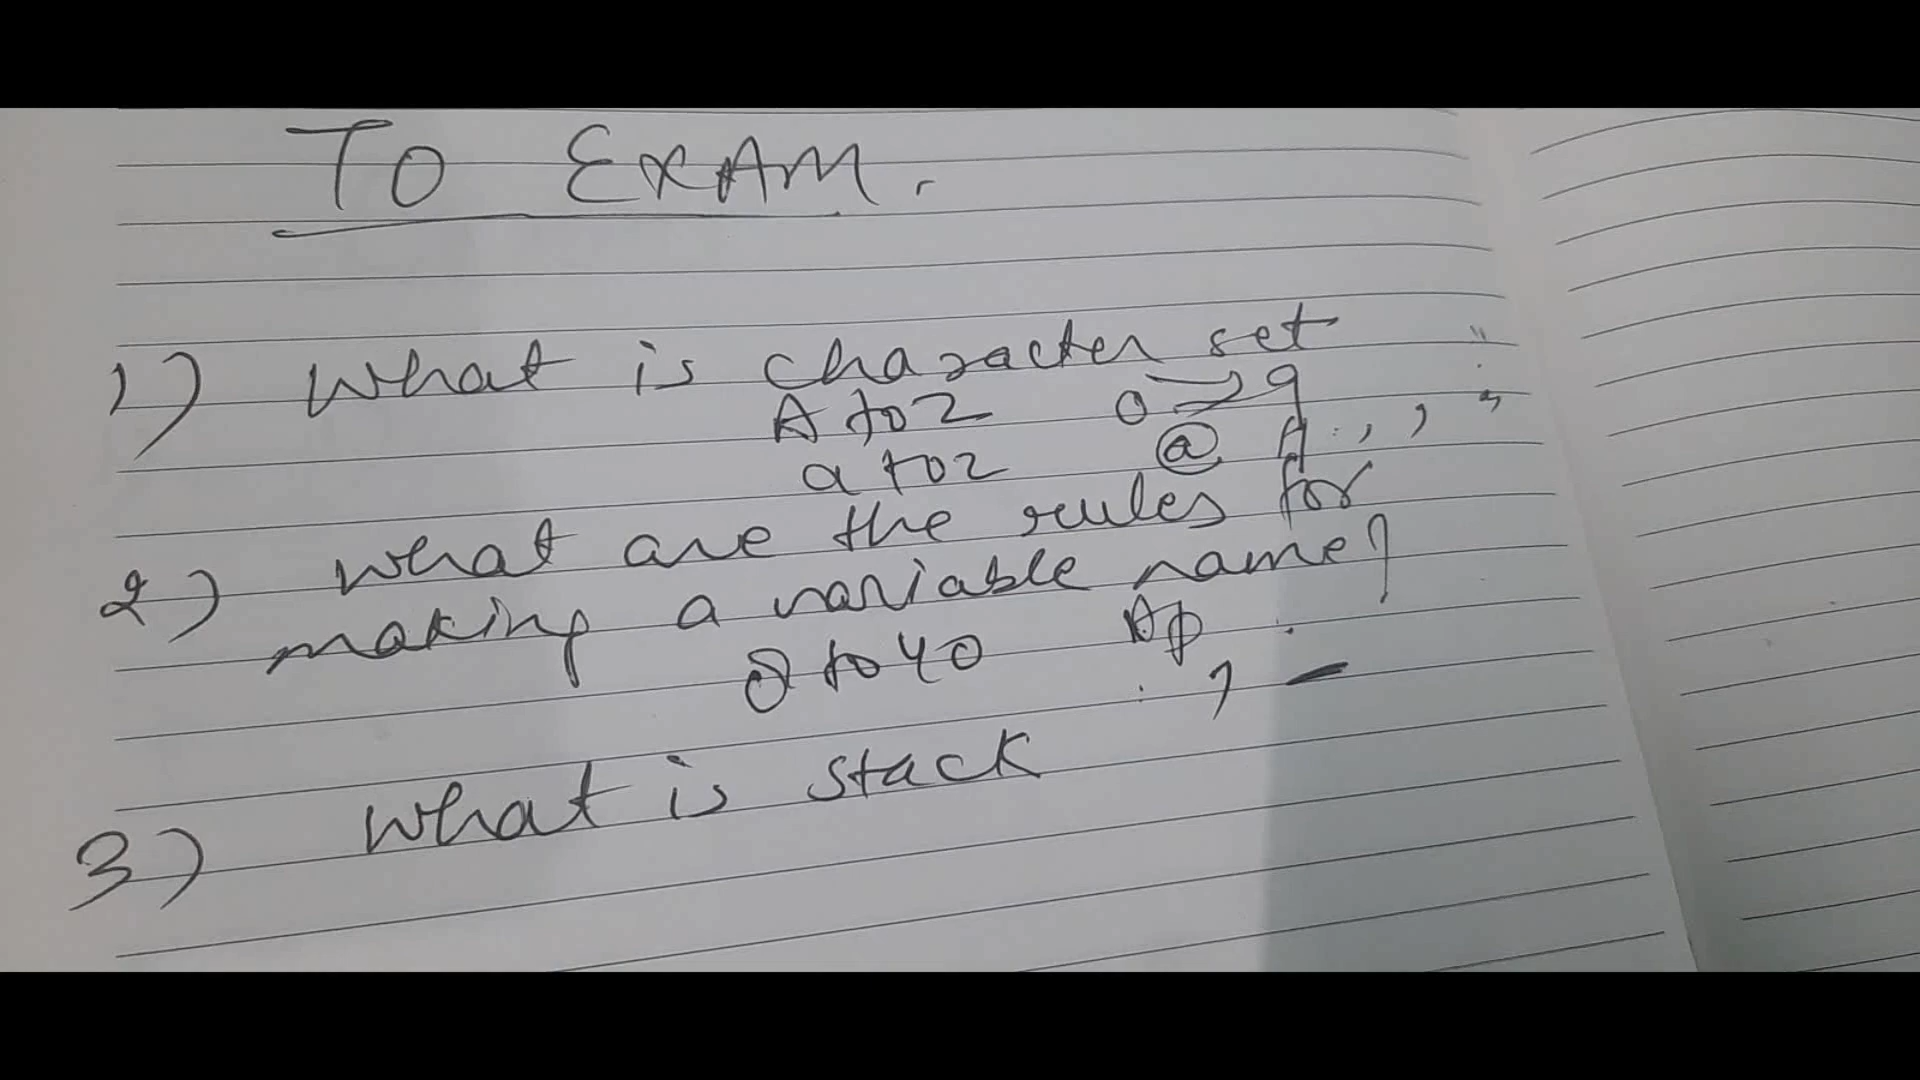 TO EXAM.
1) What is character set
A to z 0 → 9
a to z @
2) What are the rules for
making a variable name?
to 40
3) What is stack